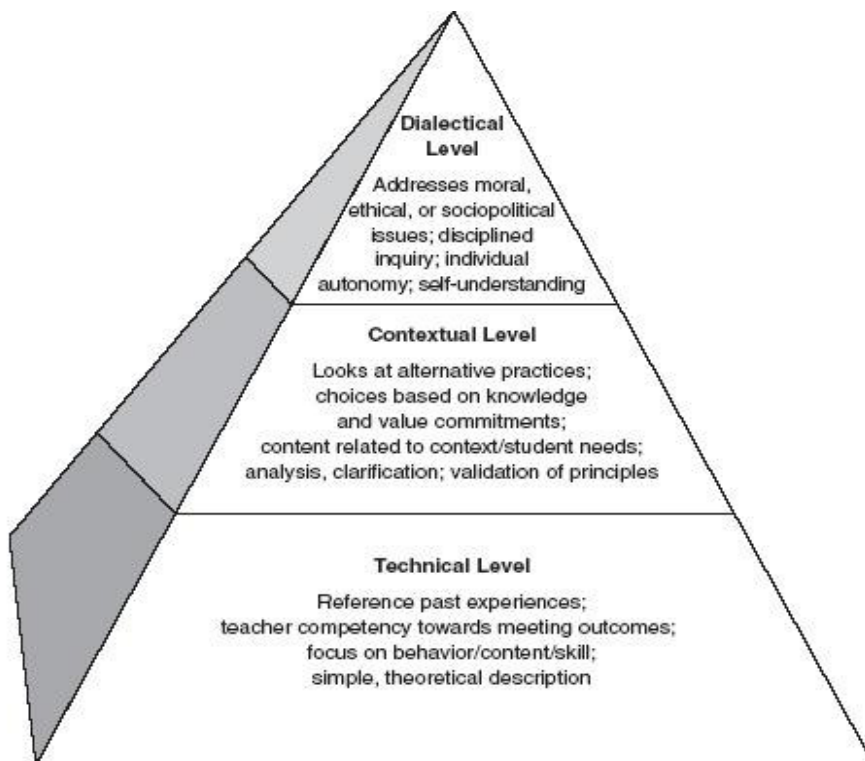 Dialectical
Level
Addresses moral,
ethical, or sociopolitical
issues; disciplined
inquiry; individual
autonomy; self-understanding
Contextual Level
Looks at alternative practices;
choices based on knowledge
and value commitments;
content related to context/student needs;
analysis, clarification; validation of principles
Technical Level
Reference past experiences;
teacher competency towards meeting outcomes;
focus on behavior/content/skill;
simple, theoretical description